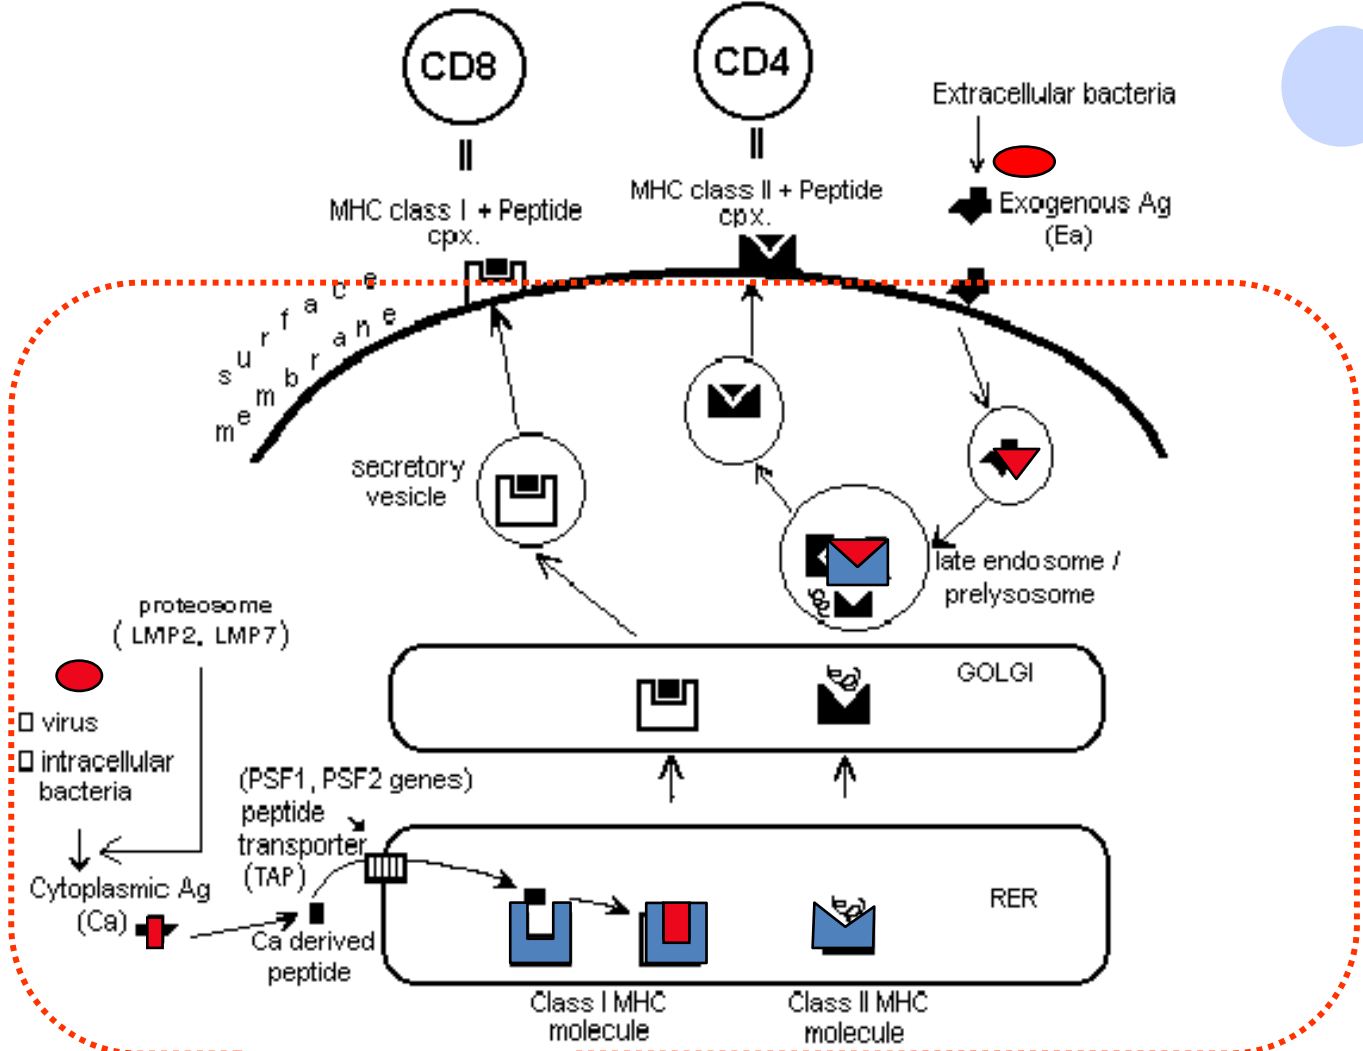 CD8
CD4
Extracellular bacteria
MHC class I + Peptide
cpx.
MHC class II + Peptide
cpx.
Exogenous Ag
(Ea)
surface
membrane
secretory
vesicle
late endosome /
prelysosome
proteosome
( LMP2, LMP7)
GOLGI
virus
intracellular
bacteria
(PSF1, PSF2 genes)
peptide
transporter
(TAP)
Cytoplasmic Ag
(Ca)
Ca derived
peptide
RER
Class I MHC
molecule
Class II MHC
molecule